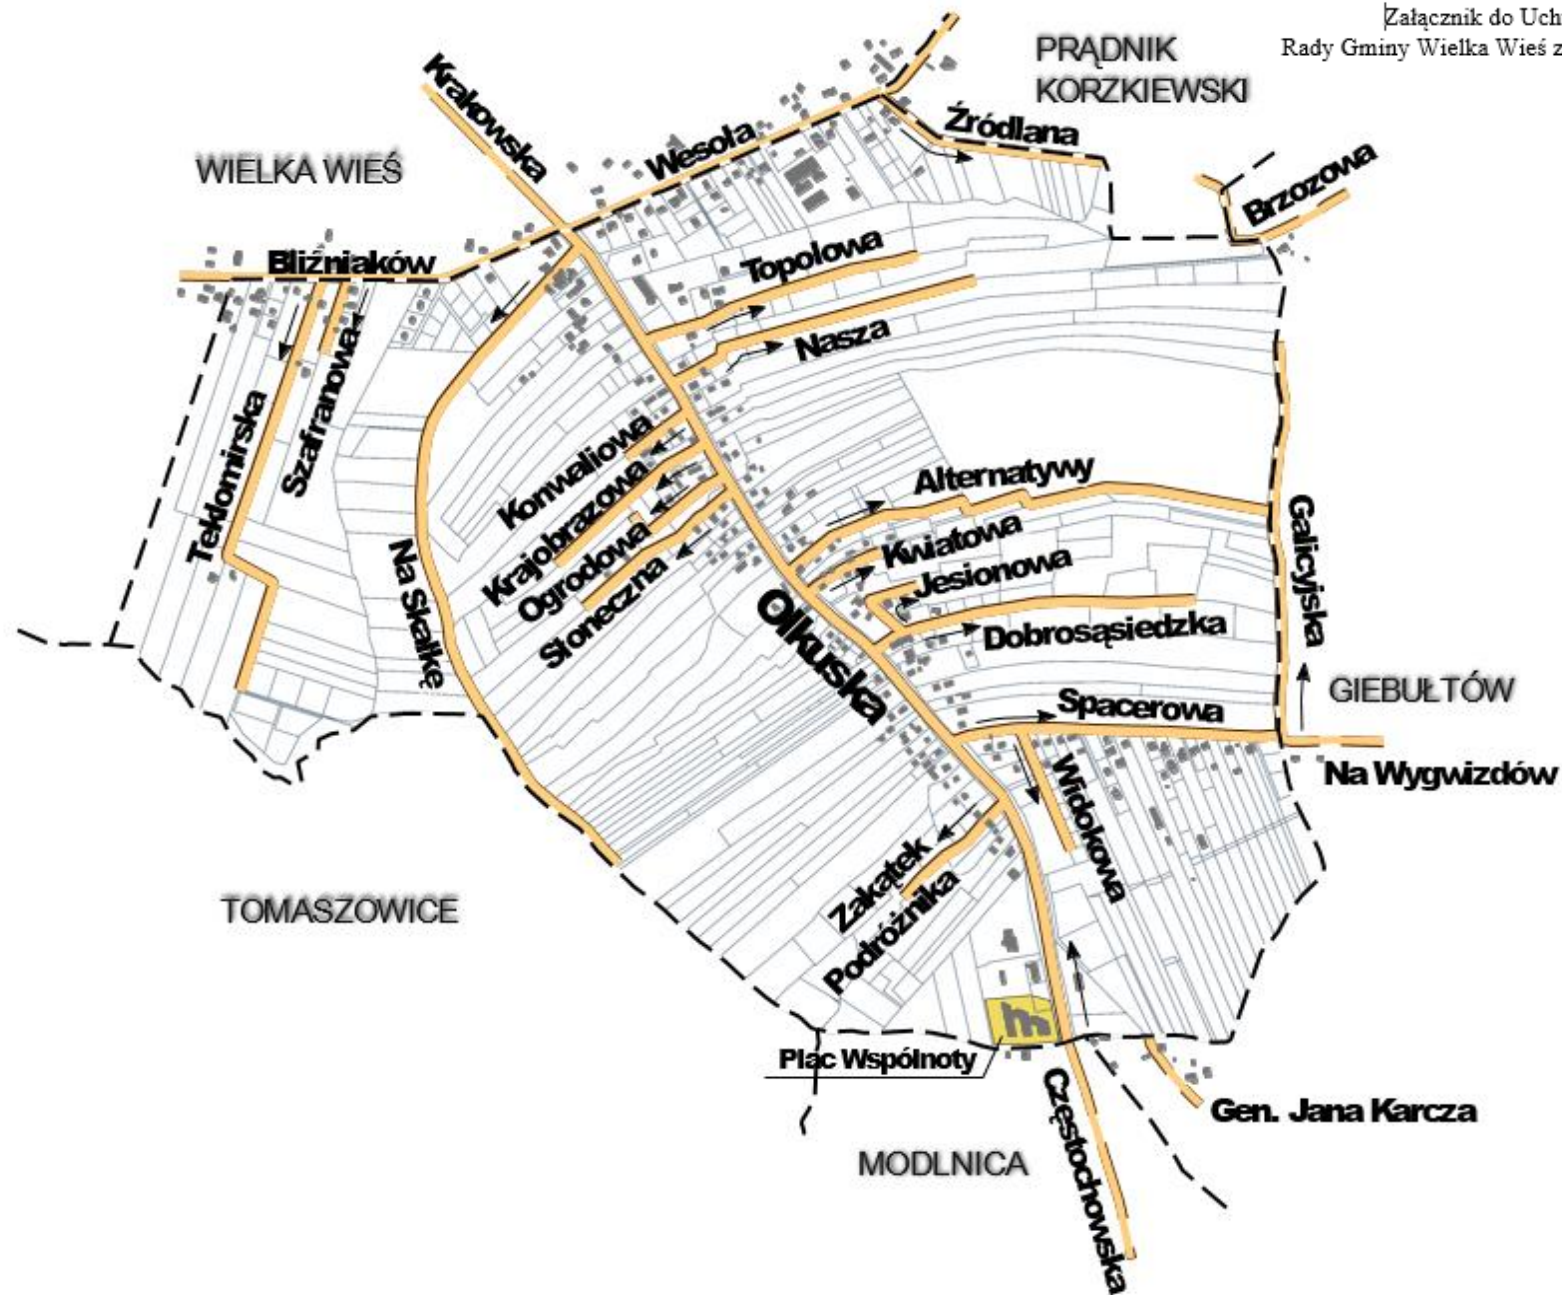 Załącznik do Uch
Rady Gminy Wielka Wieś z
PRĄDNIK
KORZKIEWSKI
Krakowska
Źródlana
Wesoła
WIELKA WIEŚ
Brzozowa
Topolowa
Bliźniaków
Nasza
Szafranowa
Teklomirska
Konwaliowa
Krajobrazowa
Ogrodowa
Słoneczna
Na Skałkę
Alternatywy
Kwiatowa
Jesionowa
Dobrosąsiedzka
Galicyjska
Olkuska
GIEBUŁTÓW
Spacerowa
Na Wygwizdów
Widokowa
Zakątek
Podróżnika
TOMASZOWICE
Plac Wspólnoty
Gen. Jana Karcza
Częstochowska
MODLNICA